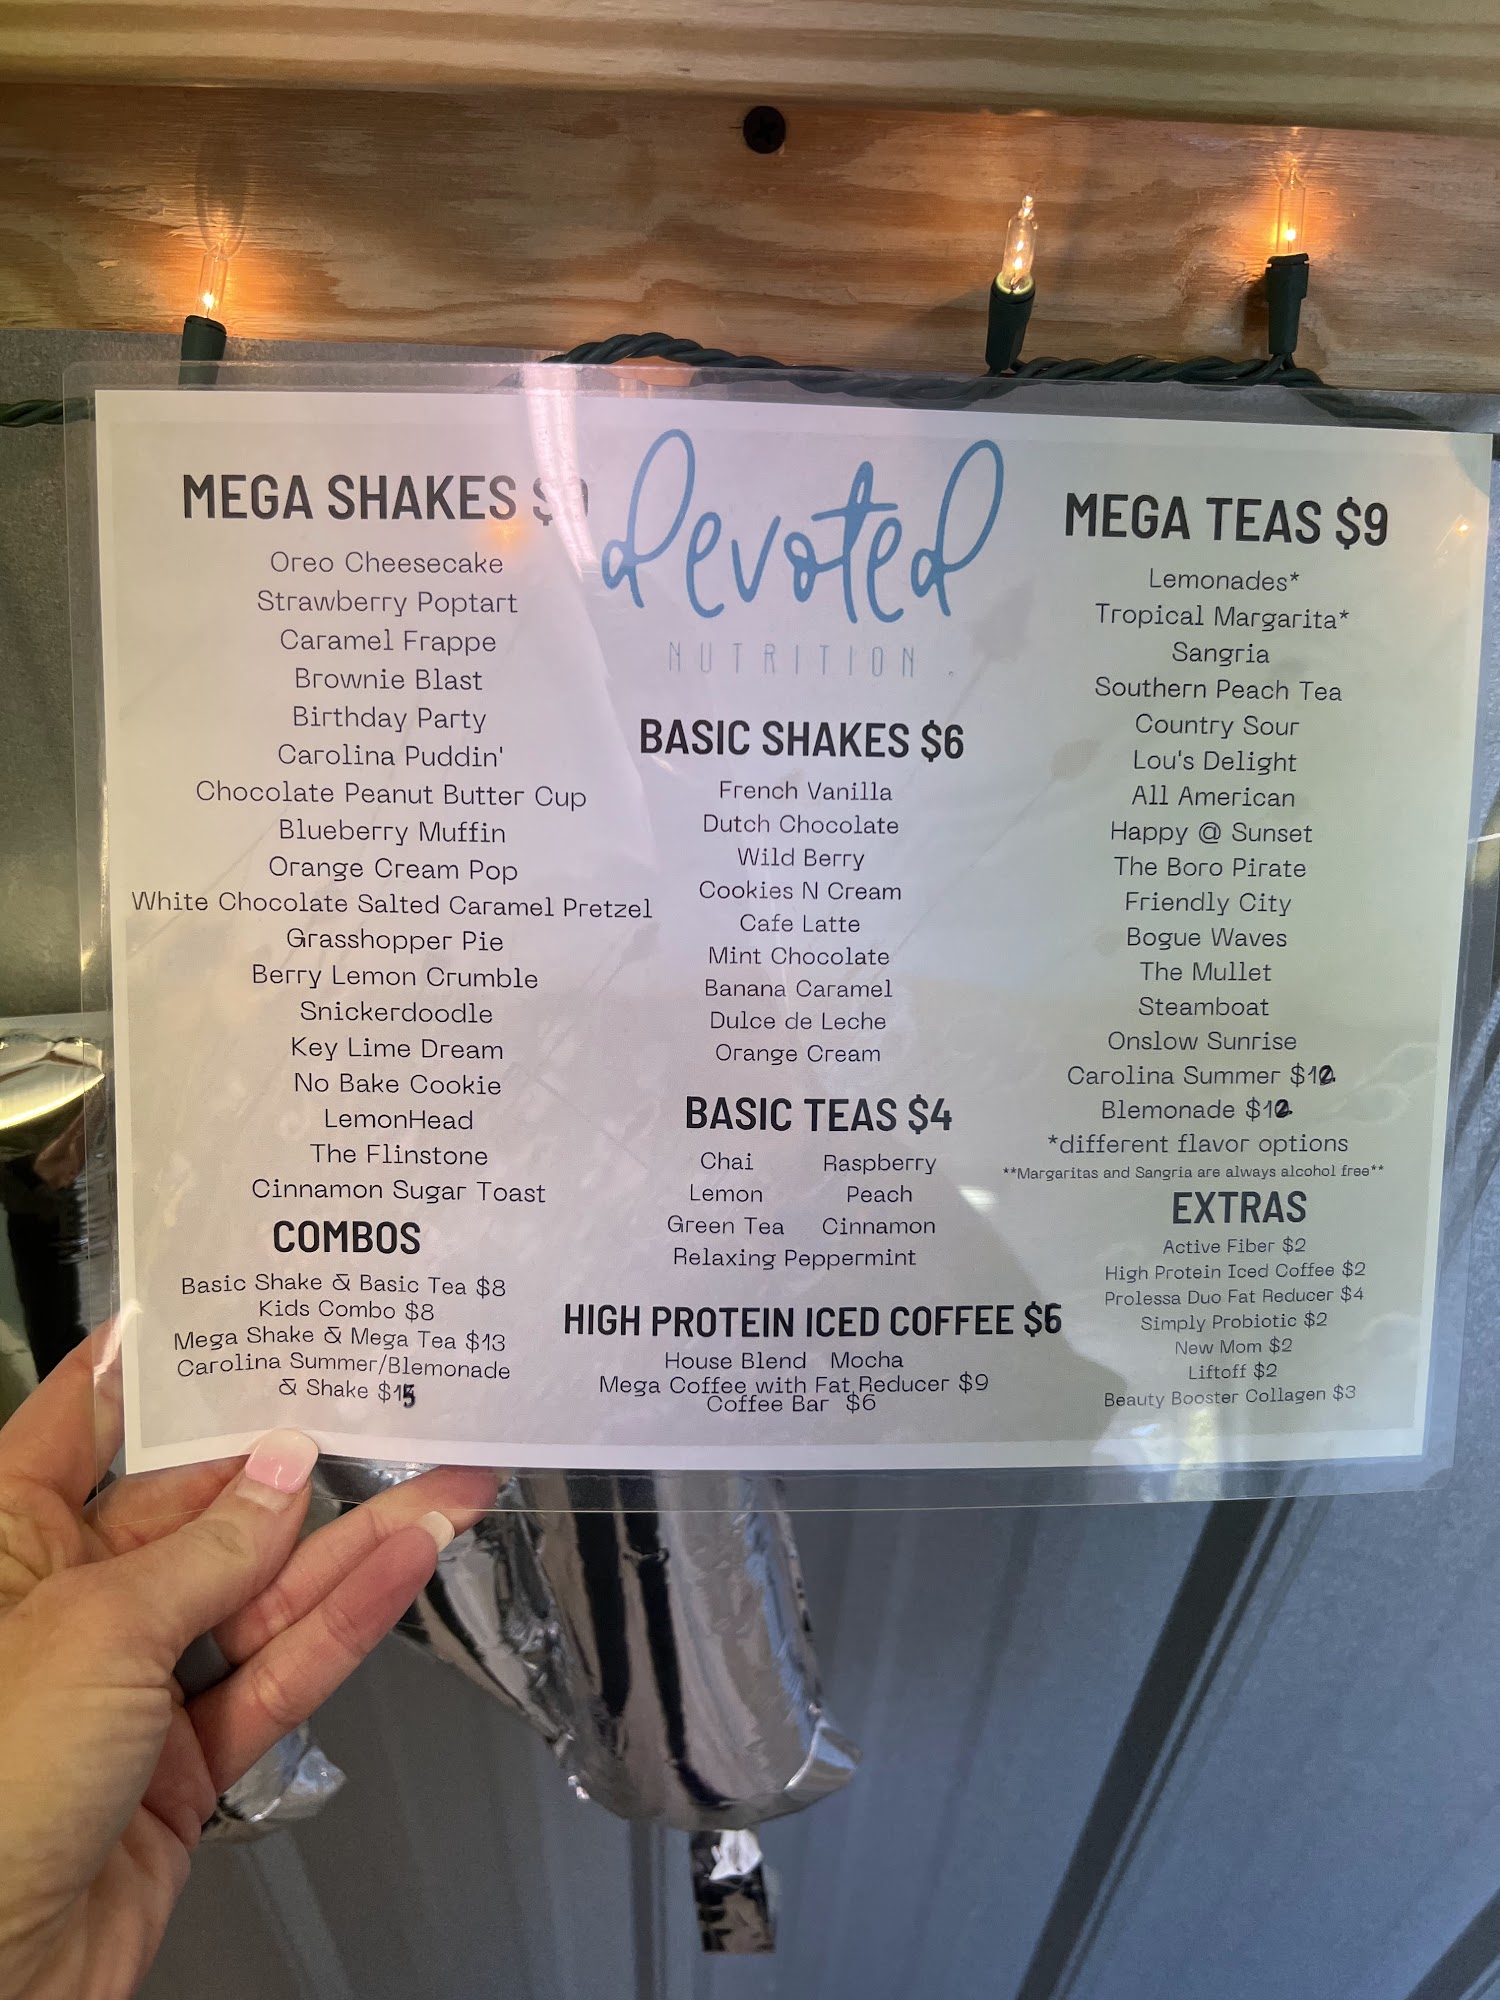 MEGA SHAKES $9
Oreo Cheesecake
Strawberry Poptart
Caramel Frappe
Brownie Blast
Birthday Party
Carolina Puddin'
Chocolate Peanut Butter Cup
Blueberry Muffin
Orange Cream Pop
White Chocolate Salted Caramel Pretzel
Grasshopper Pie
Berry Lemon Crumble
Snickerdoodle
Key Lime Dream
No Bake Cookie
LemonHead
The Flinstone
Cinnamon Sugar Toast
COMBOS
Basic Shake & Basic Tea $8
Kids Combo $8
Mega Shake & Mega Tea $13
Carolina Summer/Blemonade
& Shake $15
devoted
NUTRITION
BASIC SHAKES $6
French Vanilla
Dutch Chocolate
Wild Berry
Cookies N Cream
Cafe Latte
Mint Chocolate
Banana Caramel
Dulce de Leche
Orange Cream
BASIC TEAS $4
Chai Raspberry
Lemon Peach
Green Tea Cinnamon
Relaxing Peppermint
HIGH PROTEIN ICED COFFEE $6
House Blend Mocha
Mega Coffee with Fat Reducer $9
Coffee Bar $6
MEGA TEAS $9
Lemonades*
Tropical Margarita*
Sangria
Southern Peach Tea
Country Sour
Lou's Delight
All American
Happy @ Sunset
The Boro Pirate
Friendly City
Bogue Waves
The Mullet
Steamboat
Onslow Sunrise
Carolina Summer $12
Blemonade $12
*different flavor options
**Margaritas and Sangria are always alcohol free**
EXTRAS
Active Fiber $2
High Protein Iced Coffee $2
Prolessa Duo Fat Reducer $4
Simply Probiotic $2
New Mom $2
Liftoff $2
Beauty Booster Collagen $3